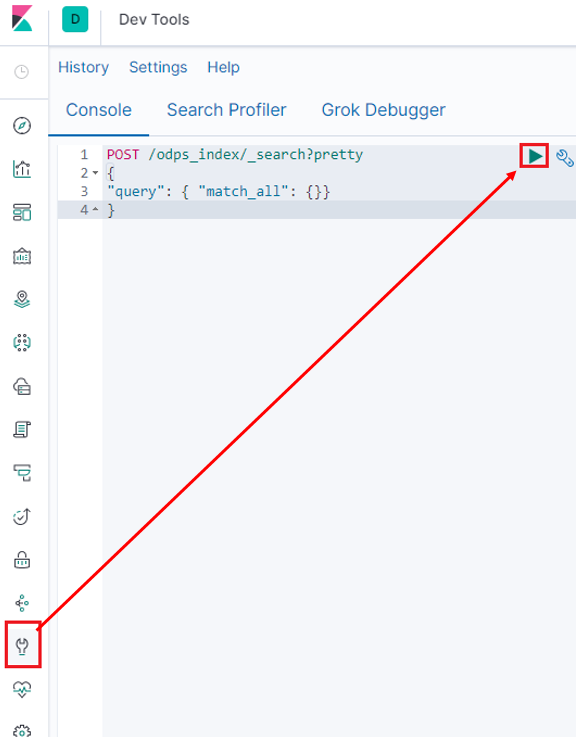 D Dev Tools
History Settings Help
Console Search Profiler Grok Debugger
1 POST /odps_index/_search?pretty
2 {
3 "query": { "match_all": {}}
4 }